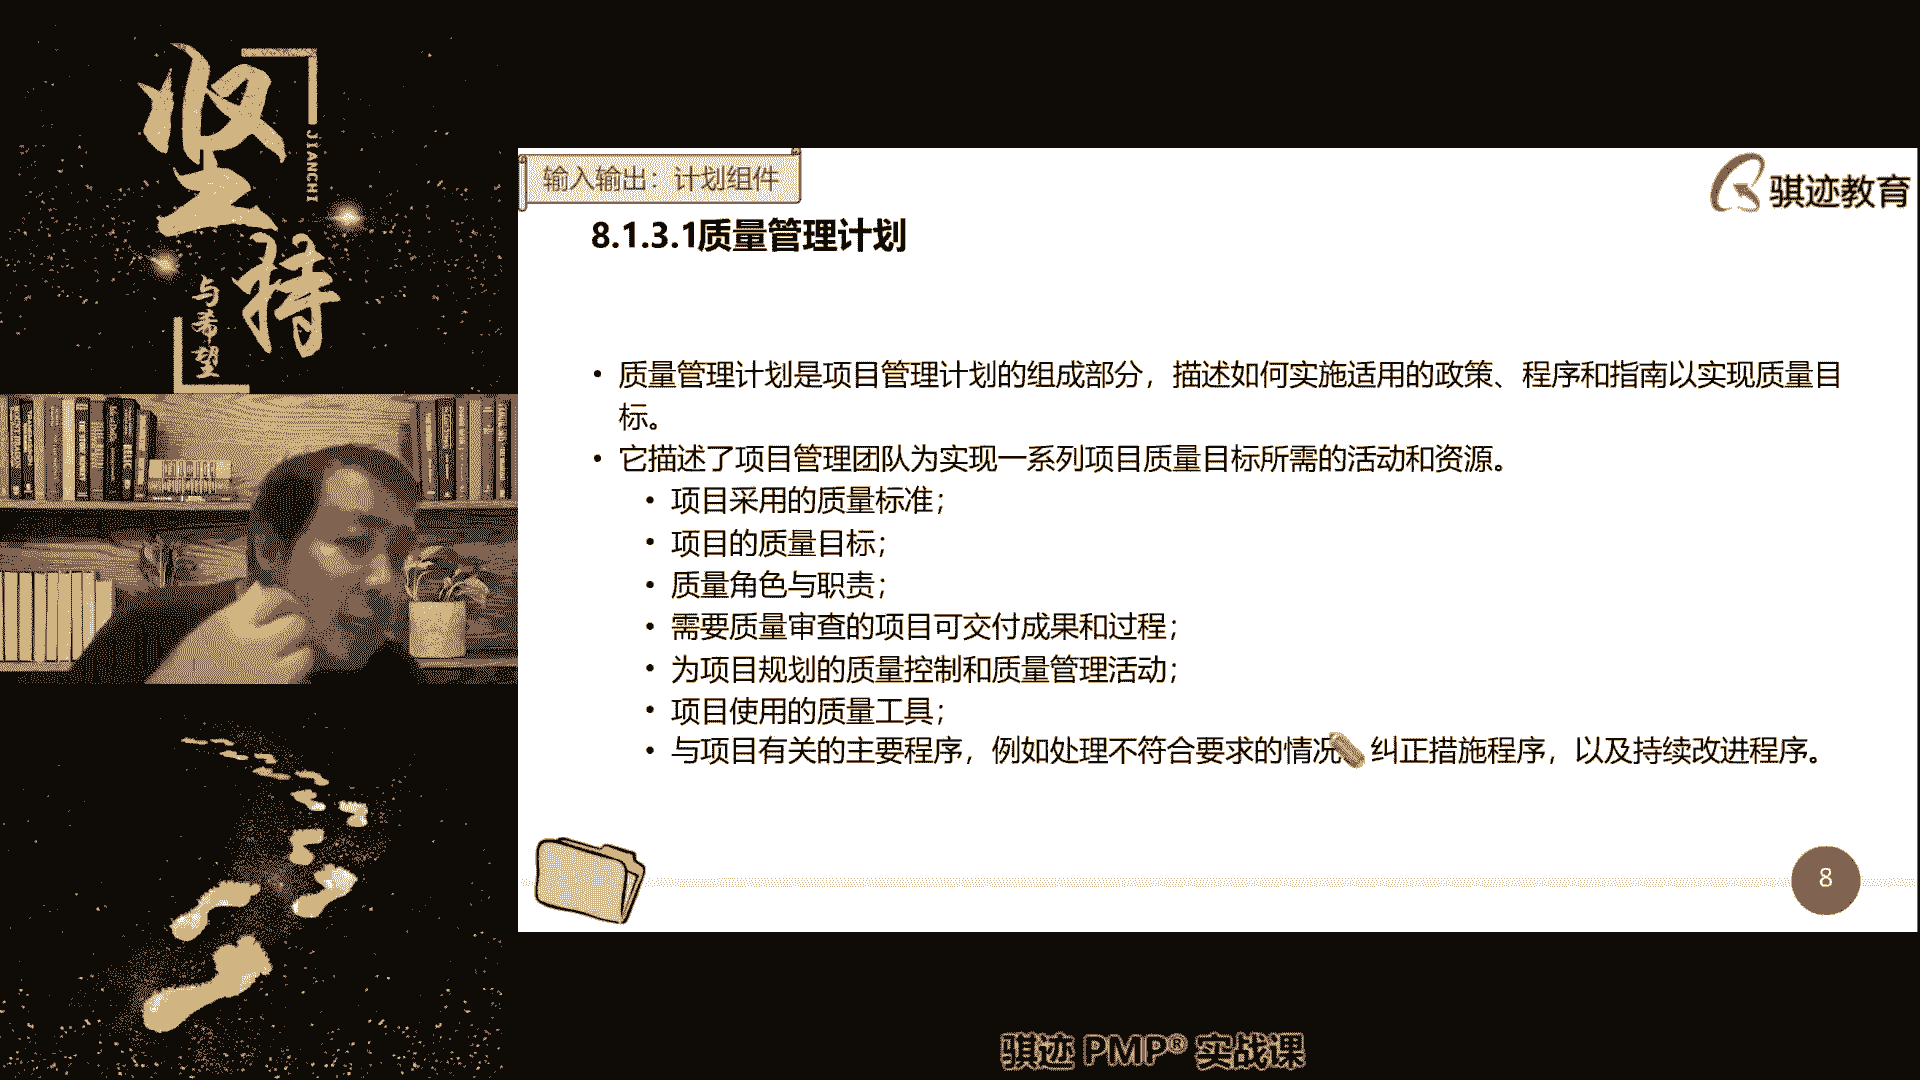 坚持
JIANCHI
与希望
输入输出：计划组件
骐迹教育
8.1.3.1质量管理计划
• 质量管理计划是项目管理计划的组成部分，描述如何实施适用的政策、程序和指南以实现质量目
标。
• 它描述了项目管理团队为实现一系列项目质量目标所需的活动和资源。
• 项目采用的质量标准；
• 项目的质量目标；
• 质量角色与职责；
• 需要质量审查的项目可交付成果和过程；
• 为项目规划的质量控制和质量管理活动；
• 项目使用的质量工具；
• 与项目有关的主要程序，例如处理不符合要求的情况 纠正措施程序，以及持续改进程序。
8
骐迹 PMP® 实战课